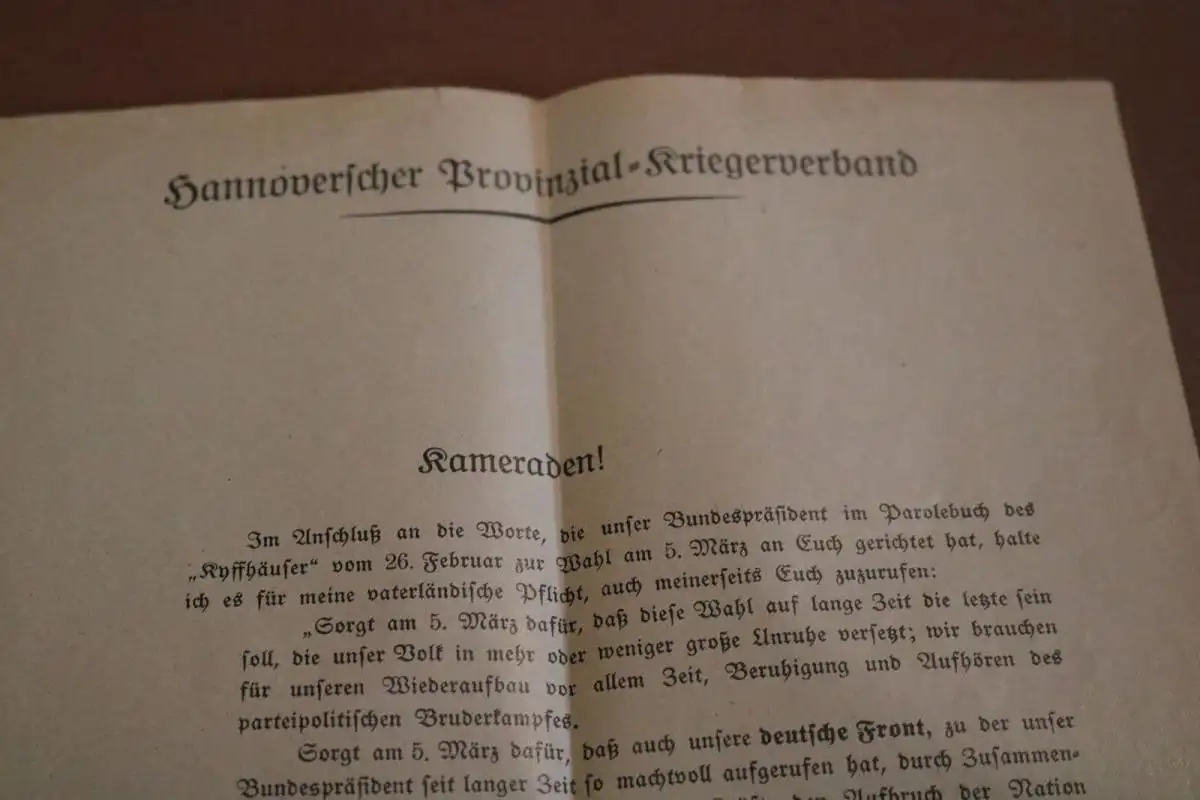 Hannoverscher Provinzial-Kriegerverband
Kameraden!
Im Anschluß an die Worte, die unser Bundespräsident im Parolebuch des
„Kyffhäuser“ vom 26. Februar zur Wahl am 5. März an Euch gerichtet hat, halte
ich es für meine vaterländische Pflicht, auch meinerseits Euch zuzurufen:
„Sorgt am 5. März dafür, daß diese Wahl auf lange Zeit die letzte sein
soll, die unser Volk in mehr oder weniger große Unruhe versetzt; wir brauchen
für unseren Wiederaufbau vor allem Zeit, Beruhigung und Aufhören des
parteipolitischen Bruderkampfes.
Sorgt am 5. März dafür, daß auch unsere deutsche Front, zu der unser
Bundespräsident seit langer Zeit so machtvoll aufgerufen hat, durch Zusammen-
den Aufbruch der Nation